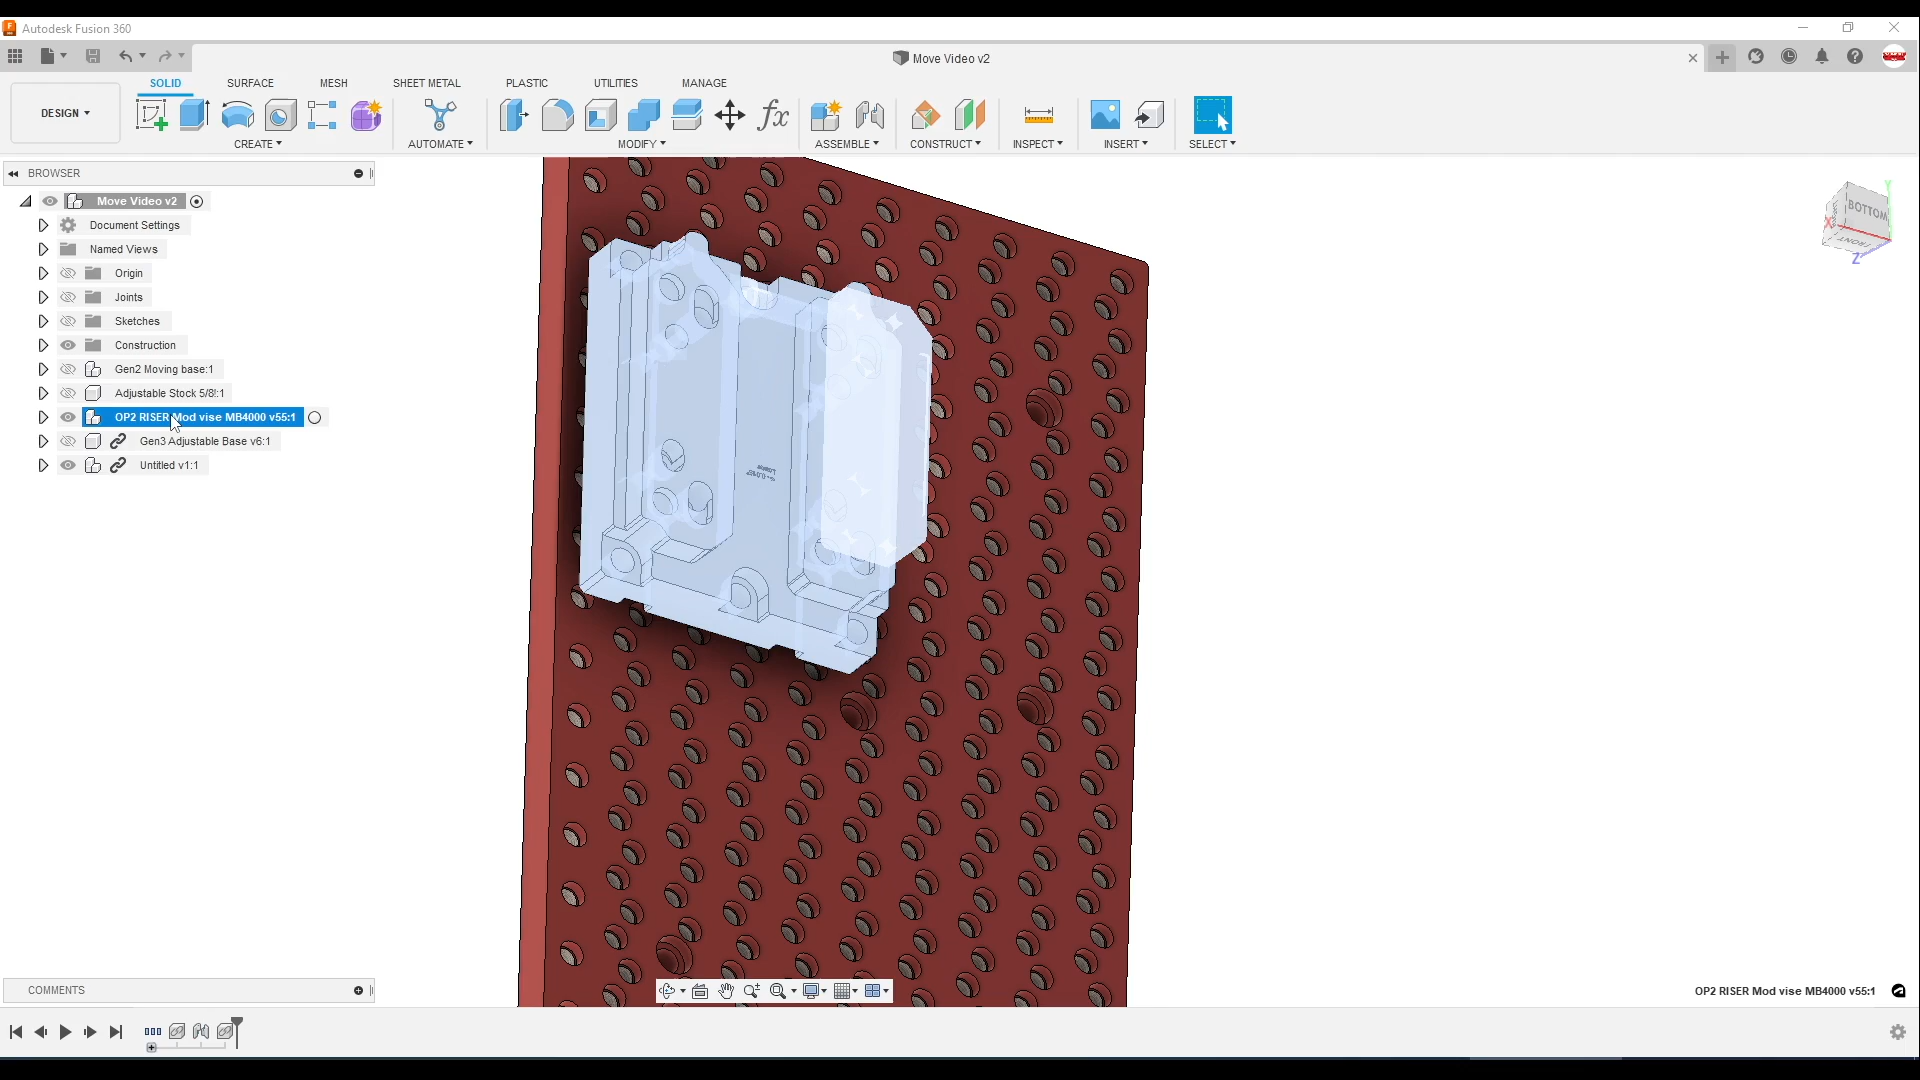 Autodesk Fusion 360
Move Video v2
SOLID
SURFACE
MESH
SHEET METAL
PLASTIC
UTILITIES
MANAGE
DESIGN
fx
CREATE
AUTOMATE
MODIFY
ASSEMBLE
CONSTRUCT
INSPECT
INSERT
SELECT
BROWSER
Move Video v2
Document Settings
Named Views
Origin
Joints
Sketches
Construction
Gen2 Moving base:1
Adjustable Stock 5/8!:1
OP2 RISER Mod vise MB4000 v55:1
Gen3 Adjustable Base v6:1
Untitled v1:1
BOTTOM
FRONT
X
Y
Z
COMMENTS
OP2 RISER Mod vise MB4000 v55:1